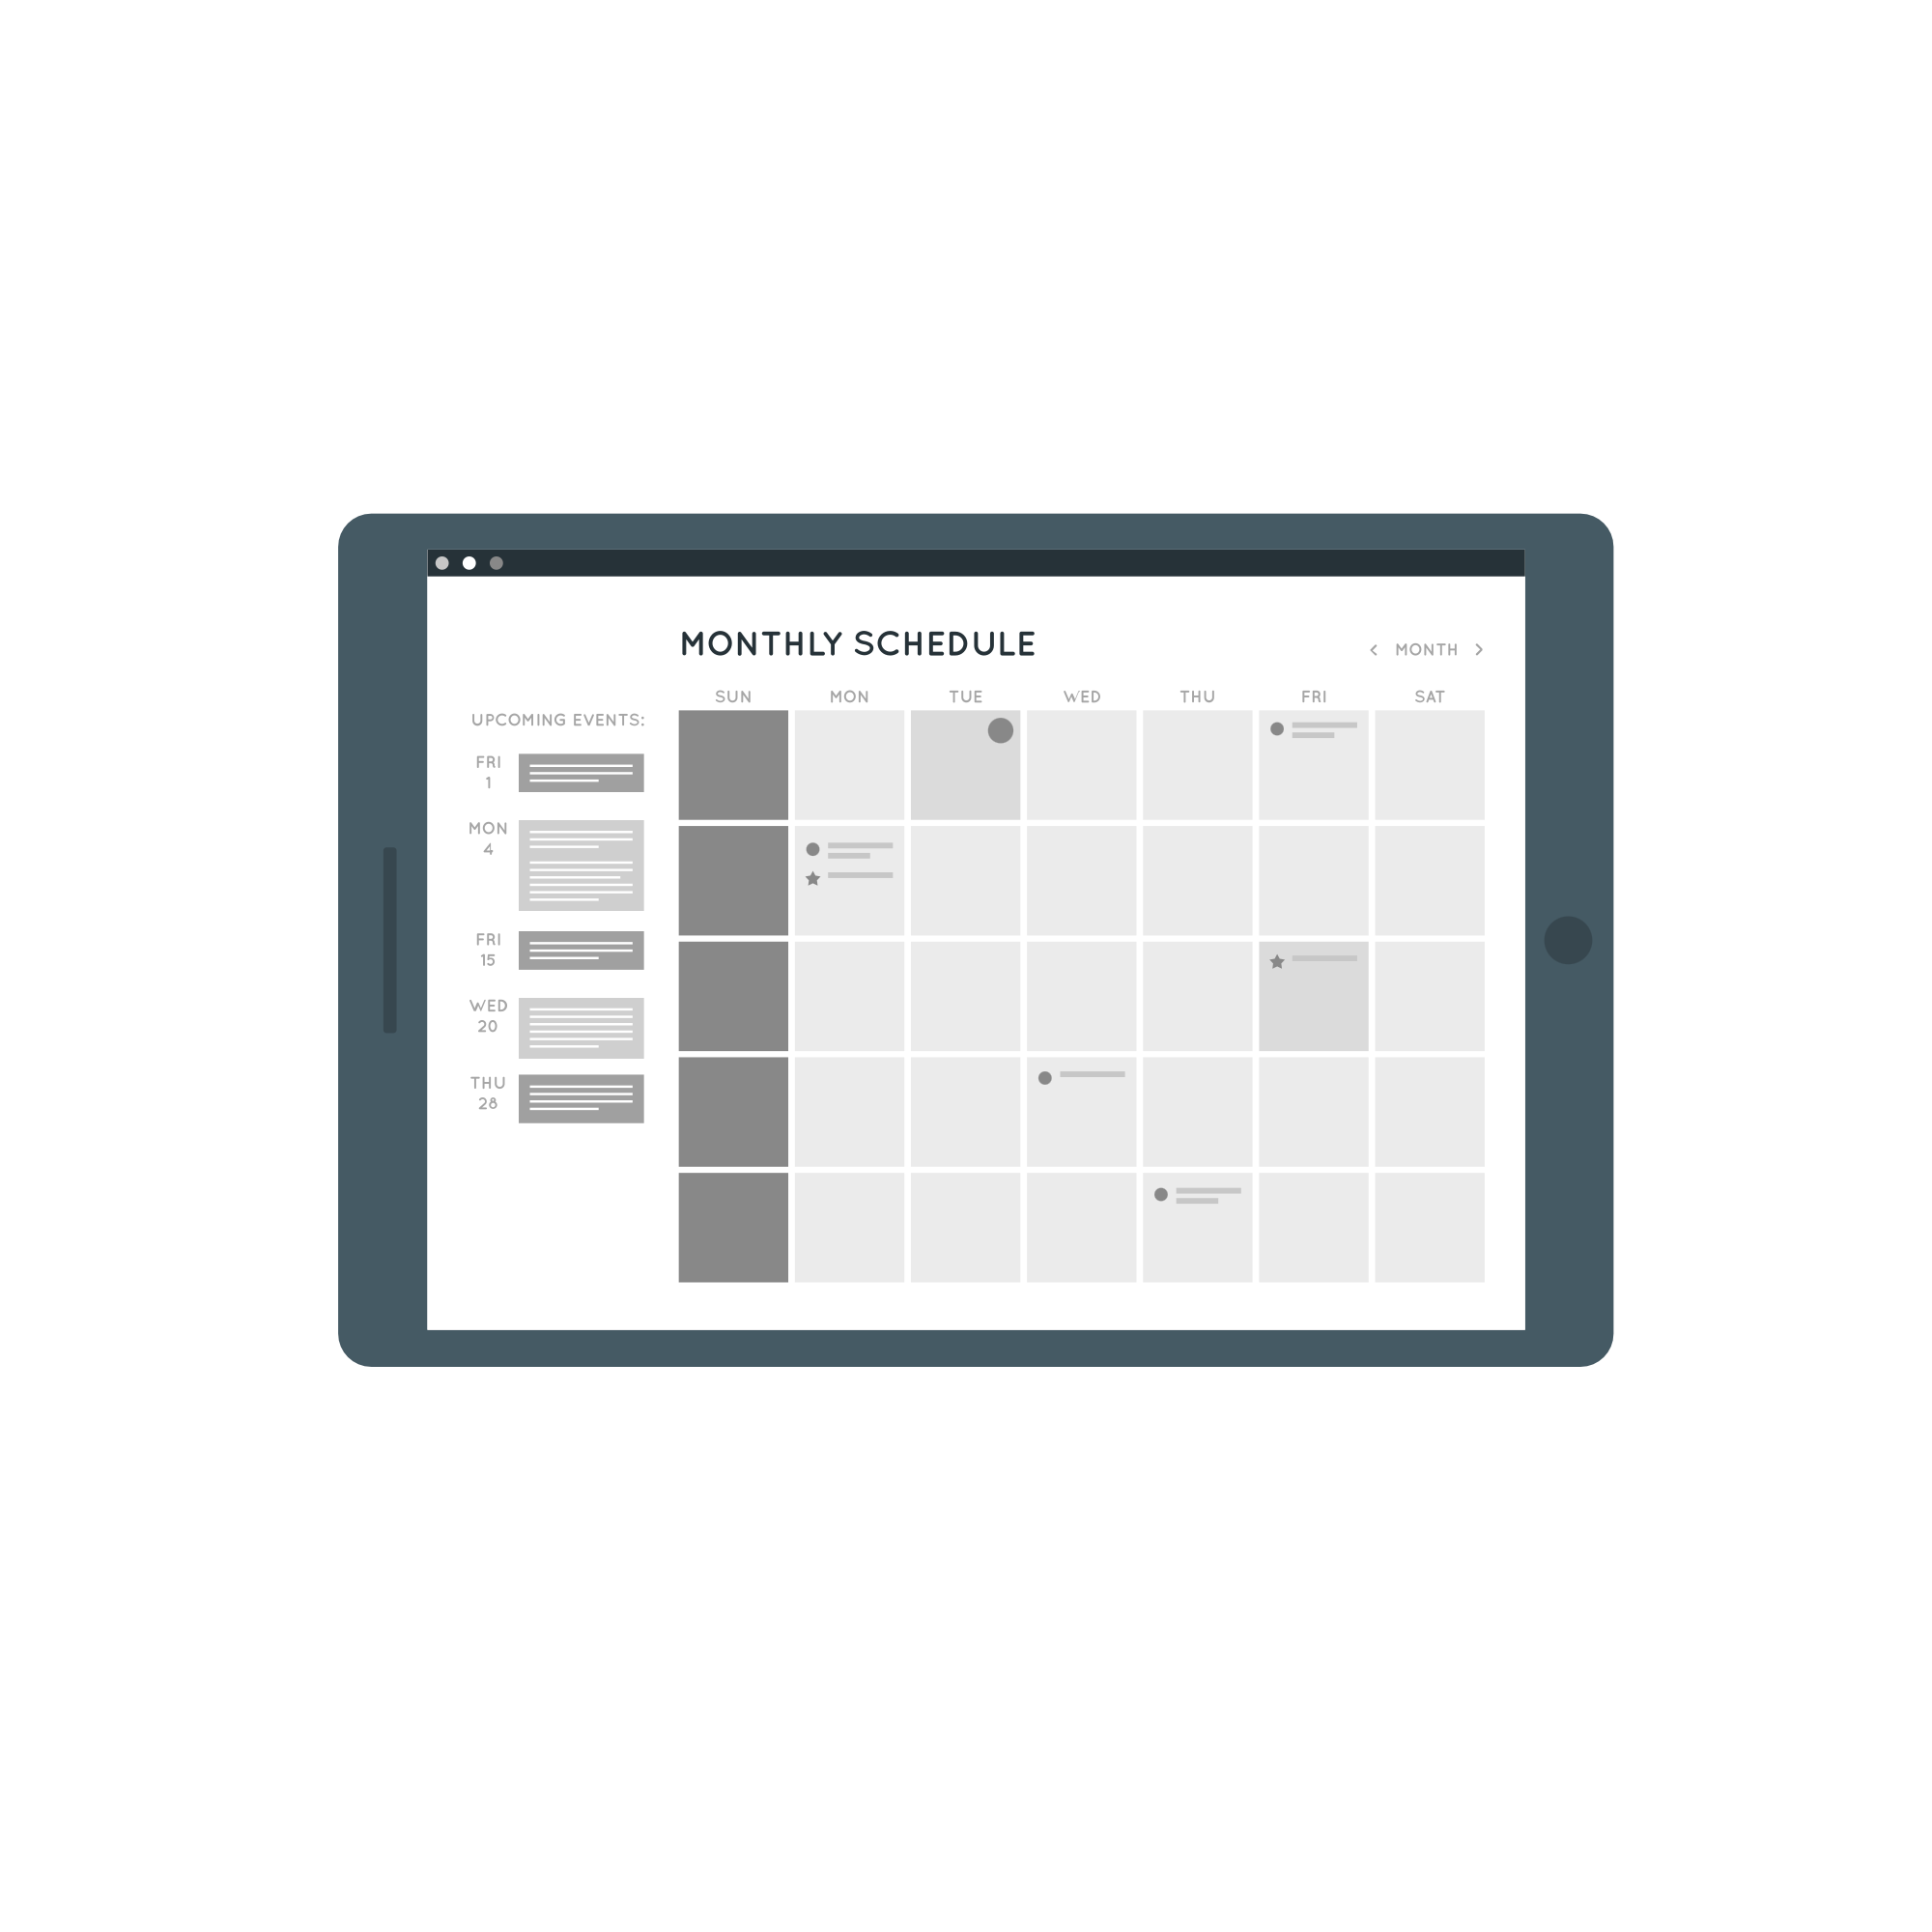 MONTHLY SCHEDULE
< MONTH >
SUN MON TUE WED THU FRI SAT
UPCOMING EVENTS:
FRI
1
MON
4
FRI
15
WED
20
THU
28